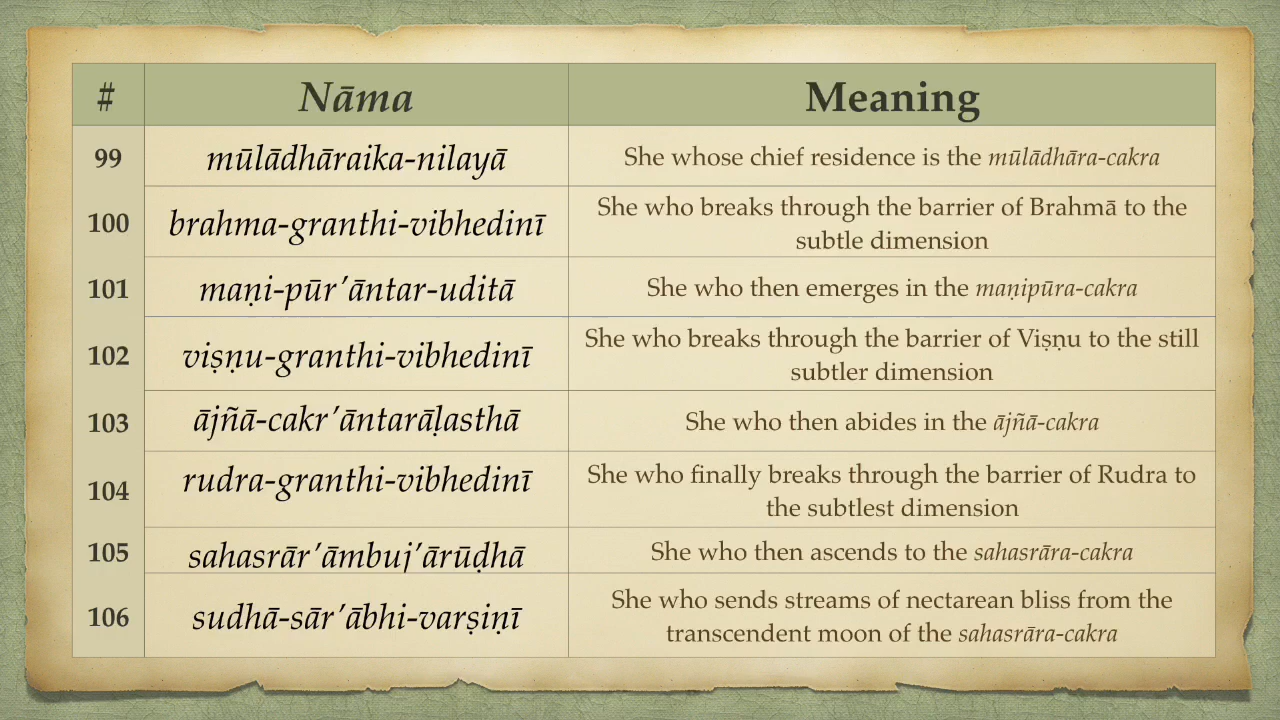 # Nāma Meaning
99 mūlādhāraika-nilayā She whose chief residence is the mūlādhāra-cakra
100 brahma-granthi-vibhedinī She who breaks through the barrier of Brahmā to the
subtle dimension
101 maṇi-pūr’āntar-uditā She who then emerges in the maṇipūra-cakra
102 viṣṇu-granthi-vibhedinī She who breaks through the barrier of Viṣṇu to the still
subtler dimension
103 ājñā-cakr’āntarāḷasthā She who then abides in the ājñā-cakra
104 rudra-granthi-vibhedinī She who finally breaks through the barrier of Rudra to
the subtlest dimension
105 sahasrār’āmbuj’ārūḍhā She who then ascends to the sahasrāra-cakra
106 sudhā-sār’ābhi-varṣiṇī She who sends streams of nectarean bliss from the
transcendent moon of the sahasrāra-cakra